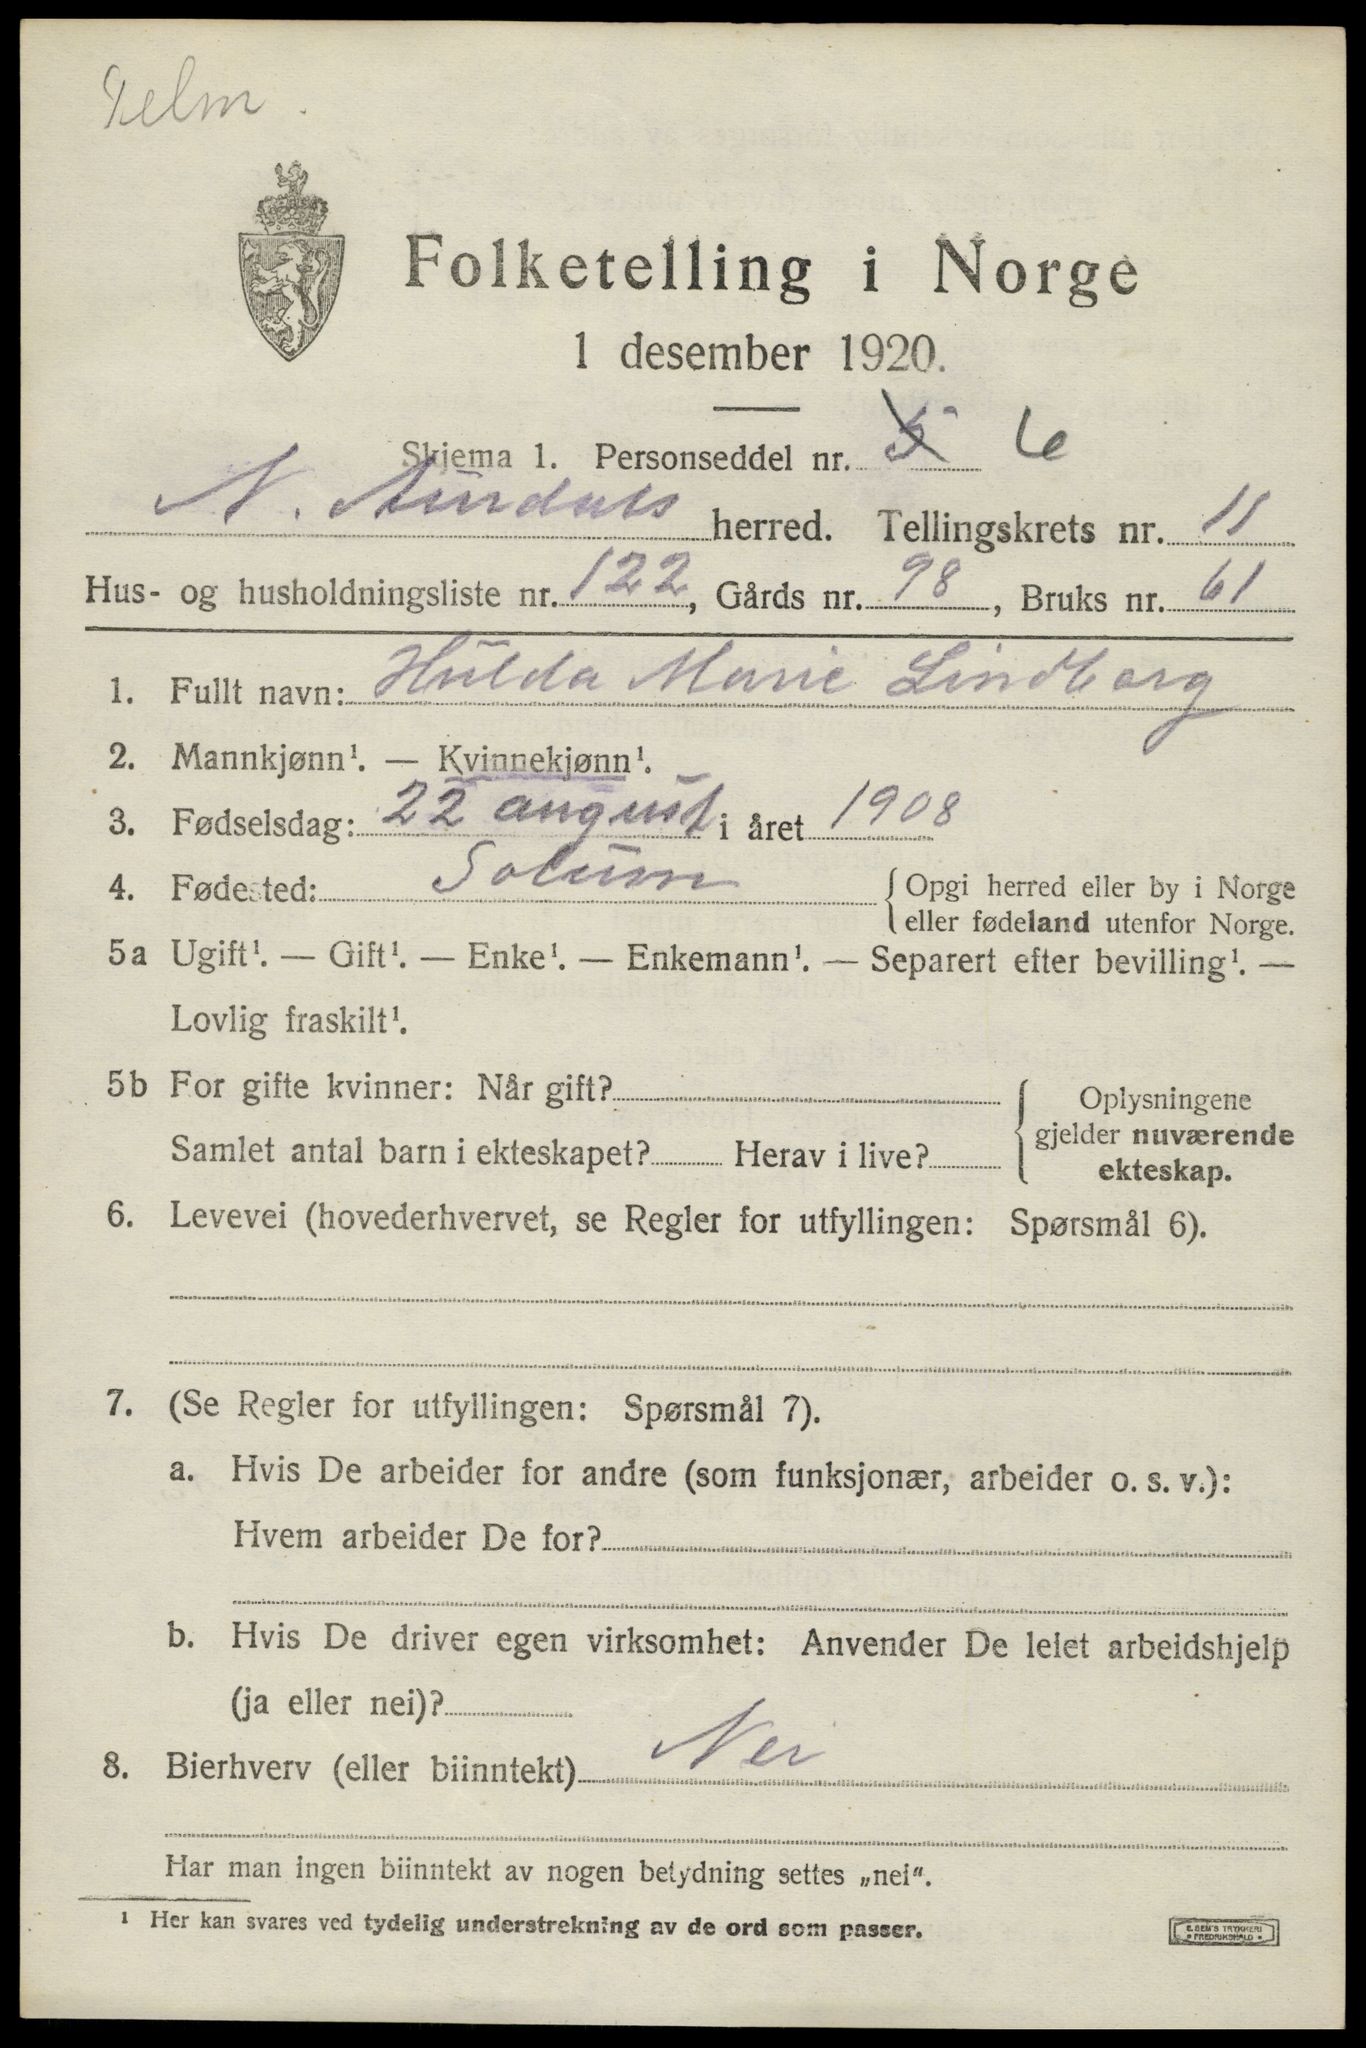 Telm.
Folketelling i Norge
1 desember 1920.
Skjema 1. Personseddel nr. 5 6
N. Aurdals herred. Tellingskrets nr. 11
Hus- og husholdningsliste nr. 122, Gårds nr. 98, Bruks nr. 61
1. Fullt navn: Hulda Marie Lindberg
2. Mannkjønn¹. — Kvinnekjønn¹.
3. Fødselsdag: 22 august i året 1908
4. Fødested: Solum { Opgi herred eller by i Norge
eller fødeland utenfor Norge.
5a Ugift¹. — Gift¹. — Enke¹. — Enkemann¹. — Separert efter bevilling¹. —
Lovlig fraskilt¹.
5b For gifte kvinner: Når gift? { Oplysningene
gjelder nuværende
Samlet antal barn i ekteskapet? Herav i live?
ekteskap.
6. Levevei (hovederhvervet, se Regler for utfyllingen: Spørsmål 6).
7. (Se Regler for utfyllingen: Spørsmål 7).
a. Hvis De arbeider for andre (som funksjonær, arbeider o. s. v.):
Hvem arbeider De for?
b. Hvis De driver egen virksomhet: Anvender De leiet arbeidshjelp
(ja eller nei)?
8. Bierhverv (eller biinntekt) Nei
Har man ingen biinntekt av nogen betydning settes „nei“.
¹ Her kan svares ved tydelig understrekning av de ord som passer.
E. SEM'S TRYKKERI
• FREDRIKSHALD •